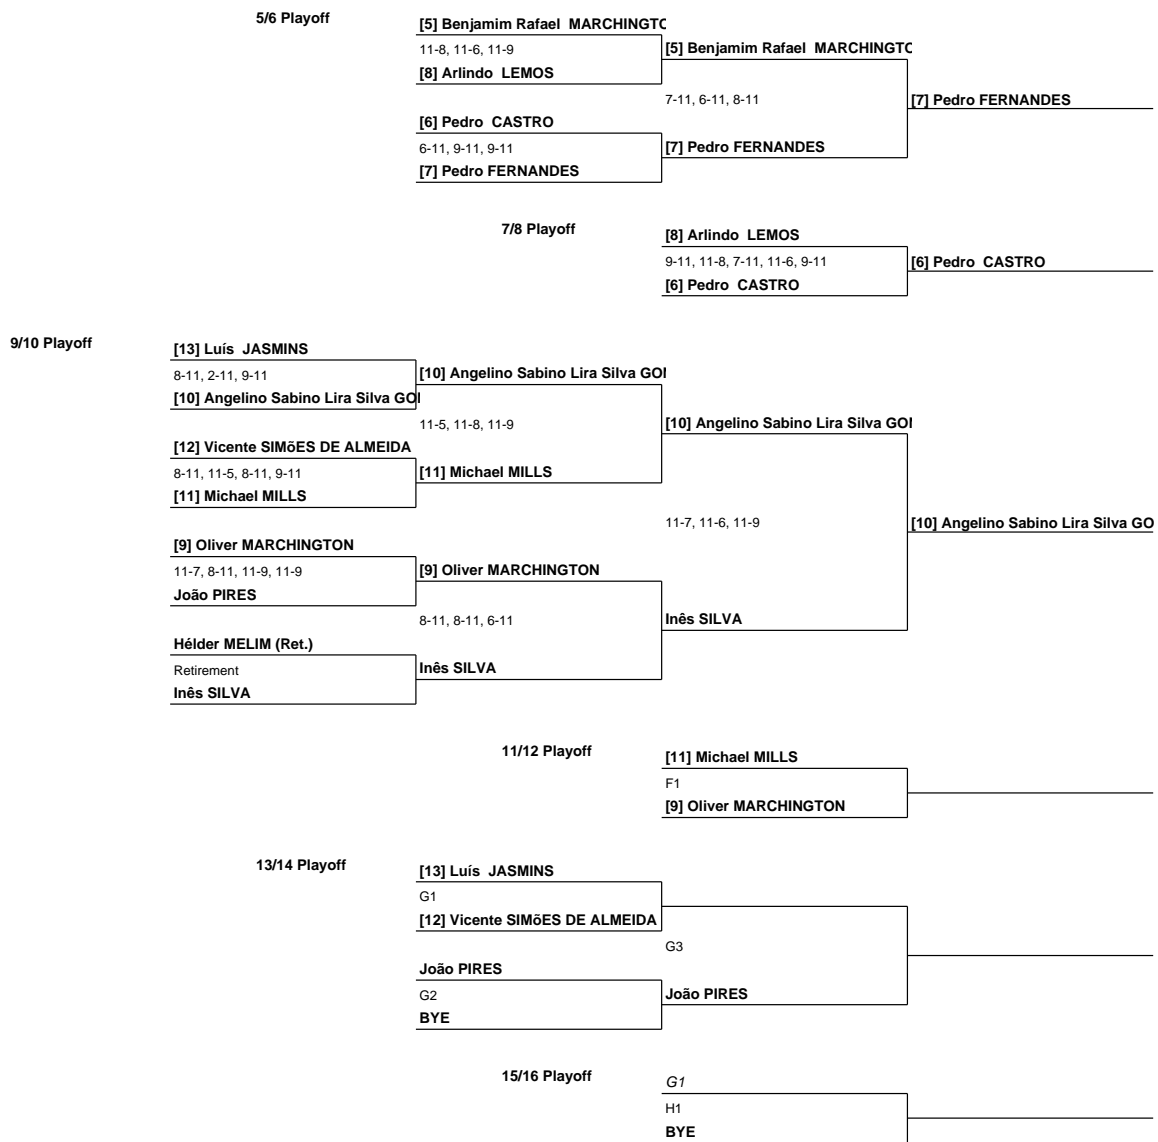 5/6 Playoff
[5] Benjamim Rafael MARCHINGTO
11-8, 11-6, 11-9
[5] Benjamim Rafael MARCHINGTO
[8] Arlindo LEMOS
7-11, 6-11, 8-11
[7] Pedro FERNANDES
[6] Pedro CASTRO
6-11, 9-11, 9-11
[7] Pedro FERNANDES
[7] Pedro FERNANDES
7/8 Playoff
[8] Arlindo LEMOS
9-11, 11-8, 7-11, 11-6, 9-11
[6] Pedro CASTRO
[6] Pedro CASTRO
9/10 Playoff
[13] Luís JASMINS
8-11, 2-11, 9-11
[10] Angelino Sabino Lira Silva GOI
[10] Angelino Sabino Lira Silva GOI
11-5, 11-8, 11-9
[10] Angelino Sabino Lira Silva GOI
[12] Vicente SIMõES DE ALMEIDA
8-11, 11-5, 8-11, 9-11
[11] Michael MILLS
[11] Michael MILLS
11-7, 11-6, 11-9
[10] Angelino Sabino Lira Silva GO
[9] Oliver MARCHINGTON
11-7, 8-11, 11-9, 11-9
[9] Oliver MARCHINGTON
João PIRES
8-11, 8-11, 6-11
Inês SILVA
Hélder MELIM (Ret.)
Retirement
Inês SILVA
Inês SILVA
11/12 Playoff
[11] Michael MILLS
F1
[9] Oliver MARCHINGTON
13/14 Playoff
[13] Luís JASMINS
G1
[12] Vicente SIMõES DE ALMEIDA
G3
João PIRES
G2
João PIRES
BYE
15/16 Playoff
G1
H1
BYE